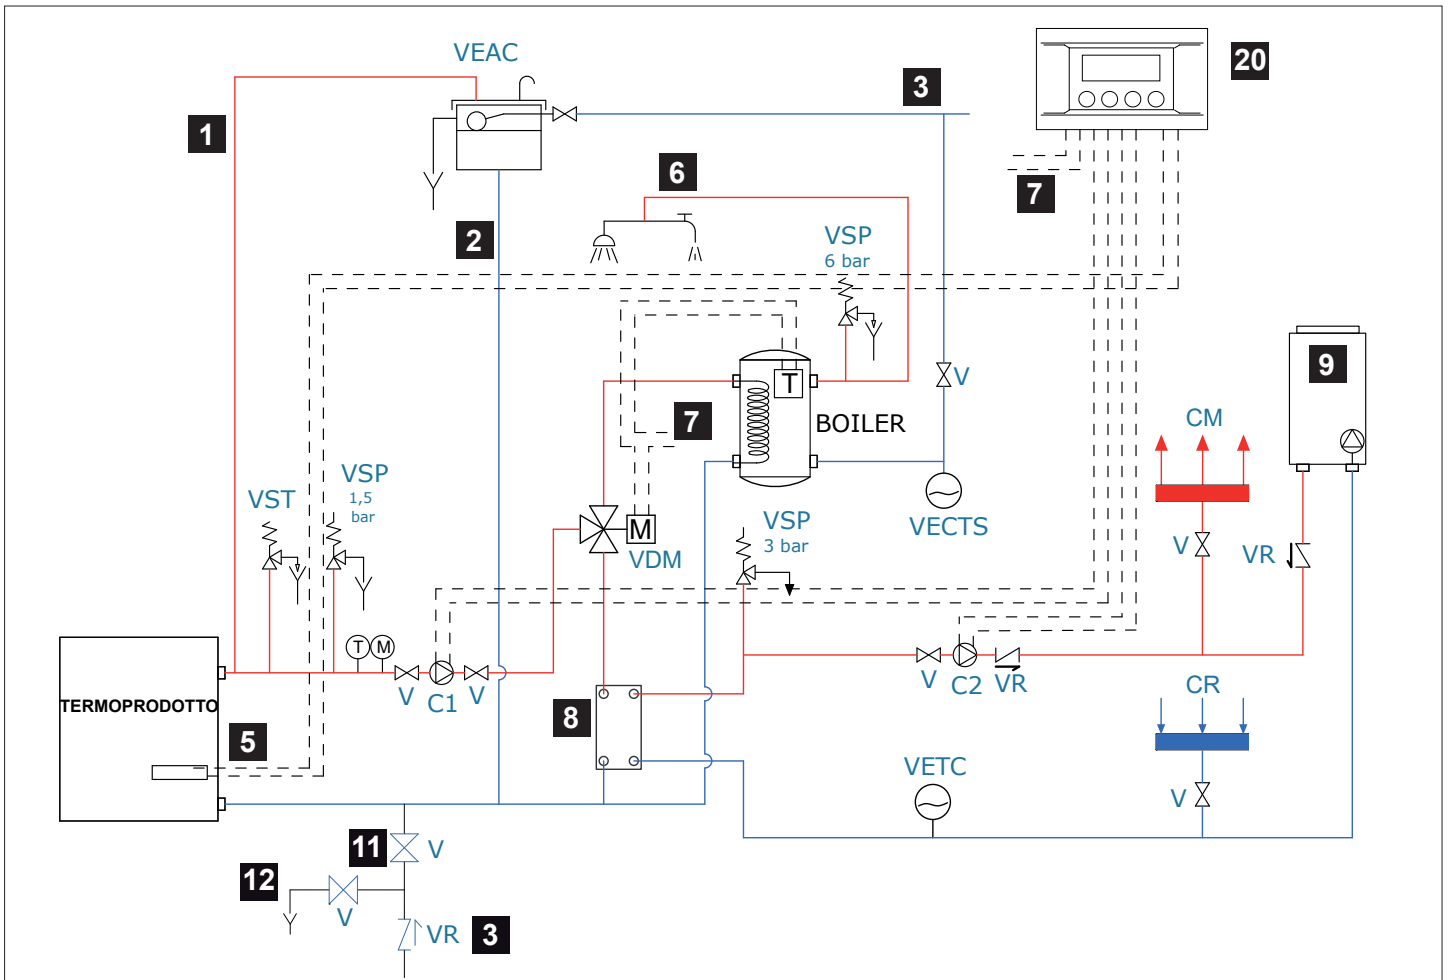 VEAC
20
3
1
7
6
2
VSP
6 bar
9
T
7
BOILER
V
CM
VSP
1,5
bar
VST
M
VDM
VECTS
VSP
3 bar
V
VR
T
M
TERMOPRODOTTO
V
C1
V
V
C2
VR
CR
8
5
VETC
V
11
V
12
V
VR
3